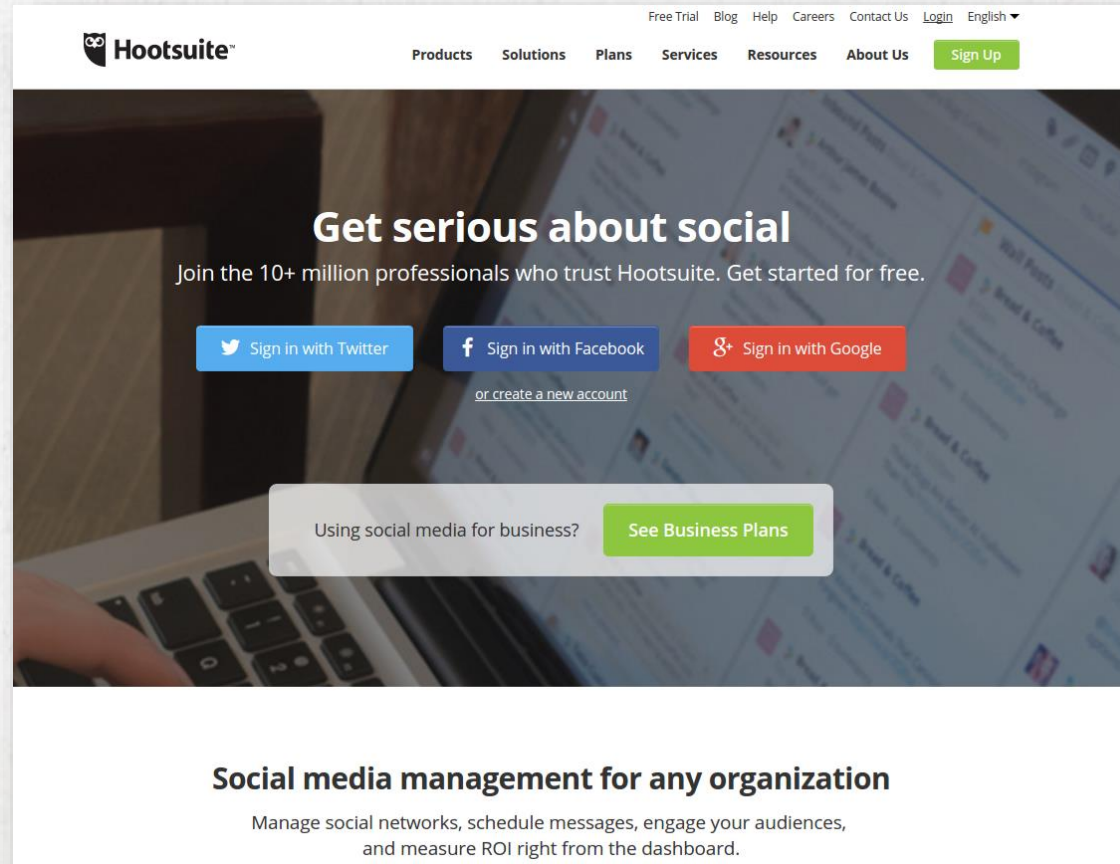 Free Trial Blog Help Careers Contact Us Login English
Hootsuite™
Products Solutions Plans Services Resources About Us Sign Up
Get serious about social
Join the 10+ million professionals who trust Hootsuite. Get started for free.
Sign in with Twitter Sign in with Facebook Sign in with Google
or create a new account
Using social media for business? See Business Plans
Social media management for any organization
Manage social networks, schedule messages, engage your audiences,
and measure ROI right from the dashboard.